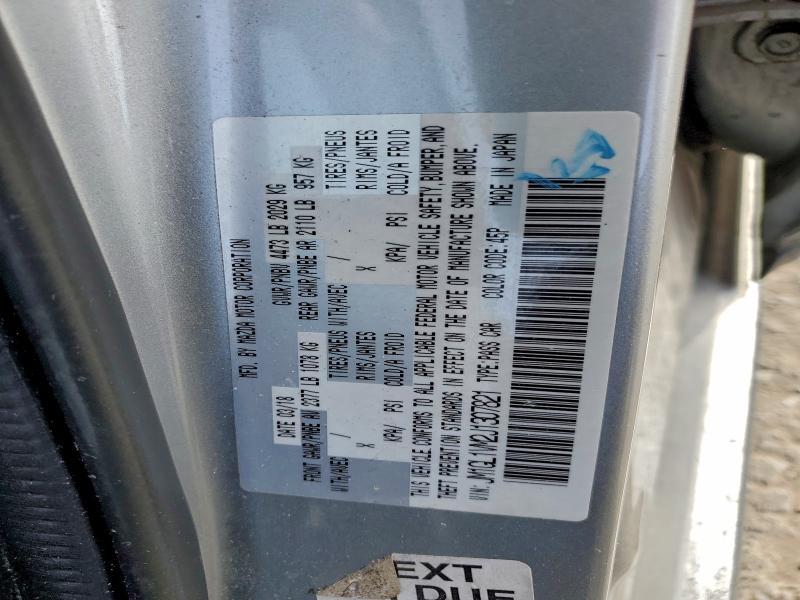 MFD. BY MAZDA MOTOR CORPORATION
DATE 03/18 GVWR/PNBV 4473 LB 2029 KG
FRONT GAWR/PNBE AV 2377 LB 1078 KG REAR GAWR/PNBE AR 2110 LB 957 KG
WITH/AVEC TIRES/PNEUS WITH/AVEC TIRES/PNEUS
/ RIMS/JANTES / RIMS/JANTES
X COLD/A FROID X COLD/A FROID
KPA/ PSI KPA/ PSI
THIS VEHICLE CONFORMS TO ALL APPLICABLE FEDERAL MOTOR VEHICLE SAFETY, BUMPER, AND
THEFT PREVENTION STANDARDS IN EFFECT ON THE DATE OF MANUFACTURE SHOWN ABOVE.
VIN: JM1GL1WM2J1307821 TYPE:PASS CAR COLOR CODE:45P MADE IN JAPAN
EXT
DUE